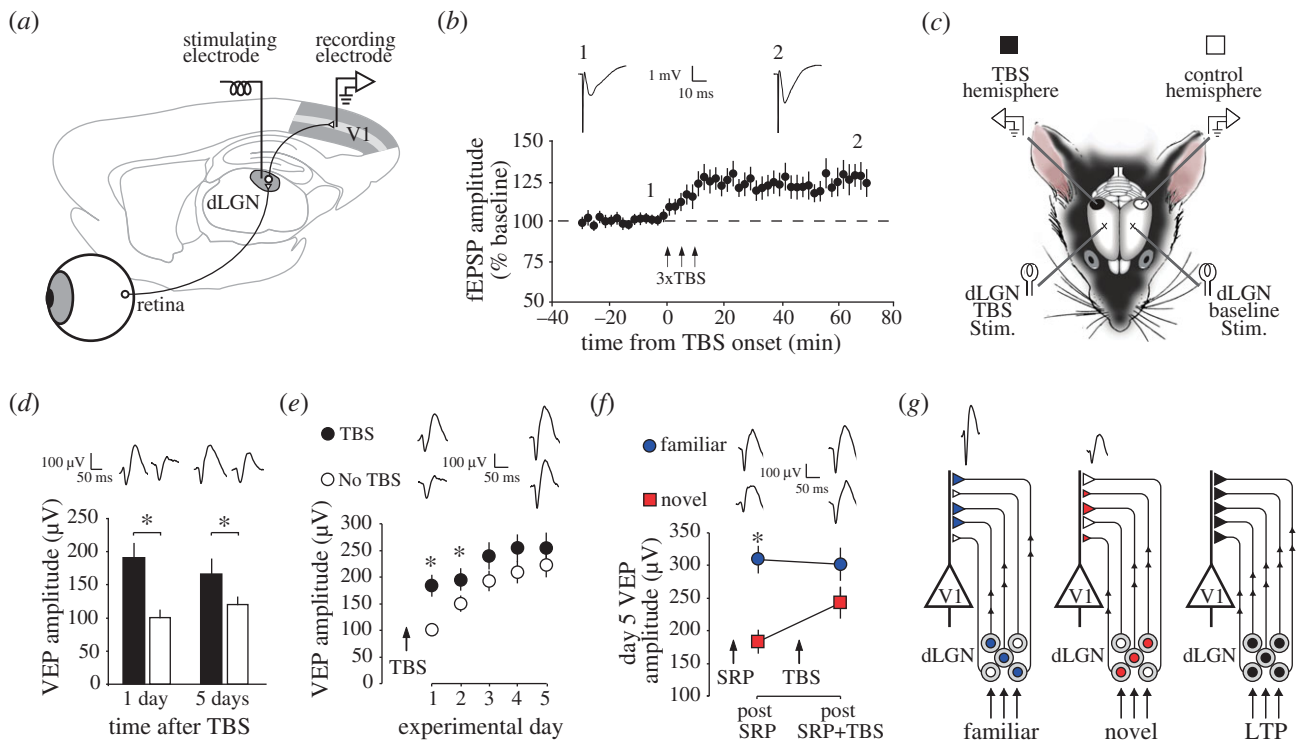 (a)
stimulating
electrode
recording
electrode
V1
dLGN
retina
(b)
1
2
1 mV
10 ms
fEPSP amplitude
(% baseline)
150
125
100
75
50
1
2
3xTBS
−40
−20
0
20
40
60
80
time from TBS onset (min)
(c)
TBS
hemisphere
control
hemisphere
dLGN
TBS
Stim.
dLGN
baseline
Stim.
(d)
100 µV
50 ms
VEP amplitude (µV)
250
200
150
100
50
0
*
*
1 day
5 days
time after TBS
(e)
TBS
No TBS
100 µV
50 ms
VEP amplitude (µV)
300
250
200
150
100
50
0
*
*
TBS
1
2
3
4
5
experimental day
(f)
familiar
novel
100 µV
50 ms
day 5 VEP
amplitude (µV)
350
300
250
200
150
100
*
SRP
TBS
post
SRP
post
SRP+TBS
(g)
V1
dLGN
familiar
V1
dLGN
novel
V1
dLGN
LTP